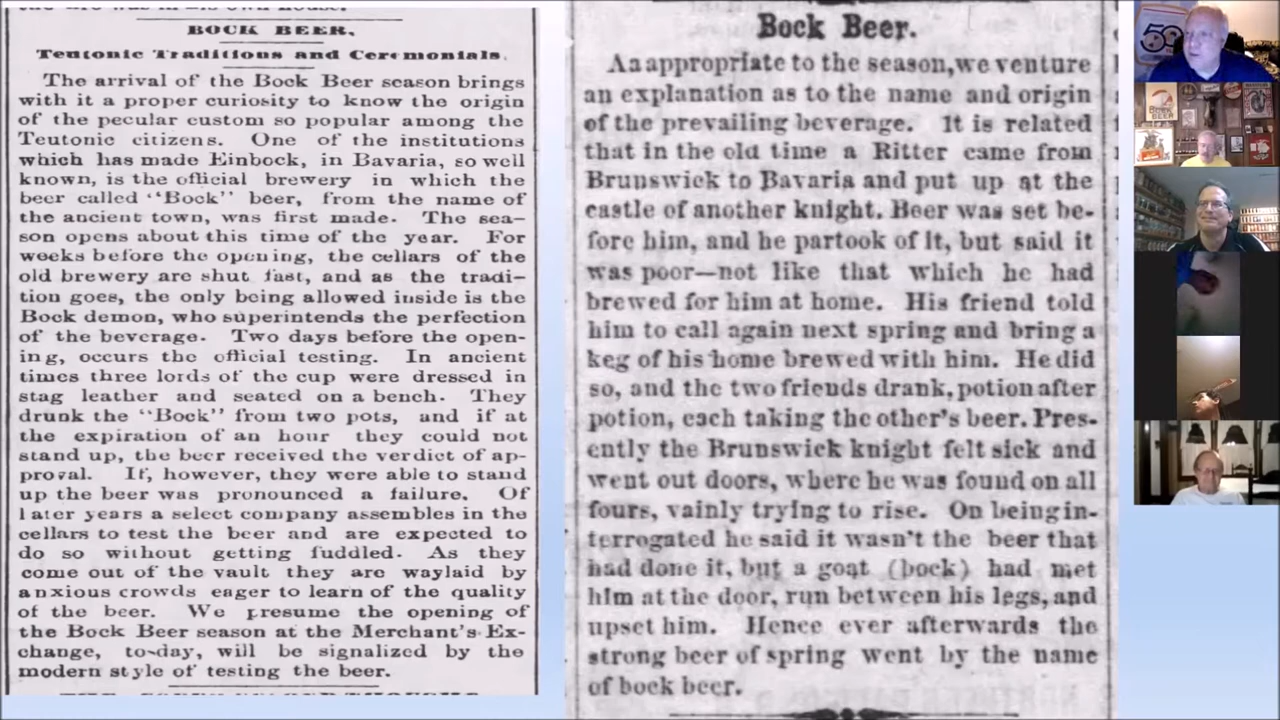 BOCK BEER.
Teutonic Traditions and Ceremonials.
The arrival of the Bock Beer season brings
with it a proper curiosity to know the origin
of the pecular custom so popular among the
Teutonic citizens. One of the institutions
which has made Einbock, in Bavaria, so well
known, is the official brewery in which the
beer called "Bock" beer, from the name of
the ancient town, was first made. The sea-
son opens about this time of the year. For
weeks before the opening, the cellars of the
old brewery are shut fast, and as the tradi-
tion goes, the only being allowed inside is the
Bock demon, who superintends the perfection
of the beverage. Two days before the open-
ing, occurs the official testing. In ancient
times three lords of the cup were dressed in
stag leather and seated on a bench. They
drunk the "Bock" from two pots, and if at
the expiration of an hour they could not
stand up, the beer received the verdict of ap-
proval. If, however, they were able to stand
up the beer was pronounced a failure. Of
later years a select company assembles in the
cellars to test the beer and are expected to
do so without getting fuddled. As they
come out of the vault they are waylaid by
anxious crowds eager to learn of the quality
of the beer. We presume the opening of
the Bock Beer season at the Merchant's Ex-
change, to-day, will be signalized by the
modern style of testing the beer.
Bock Beer.
As appropriate to the season, we venture
an explanation as to the name and origin
of the prevailing beverage. It is related
that in the old time a Ritter came from
Brunswick to Bavaria and put up at the
castle of another knight. Beer was set be-
fore him, and he partook of it, but said it
was poor—not like that which he had
brewed for him at home. His friend told
him to call again next spring and bring a
keg of his home brewed with him. He did
so, and the two friends drank, potion after
potion, each taking the other's beer. Pres-
ently the Brunswick knight felt sick and
went out doors, where he was found on all
fours, vainly trying to rise. On being in-
terrogated he said it wasn't the beer that
had done it, but a goat (bock) had met
him at the door, run between his legs, and
upset him. Hence ever afterwards the
strong beer of spring went by the name
of bock beer.
50
BOCK
BEER